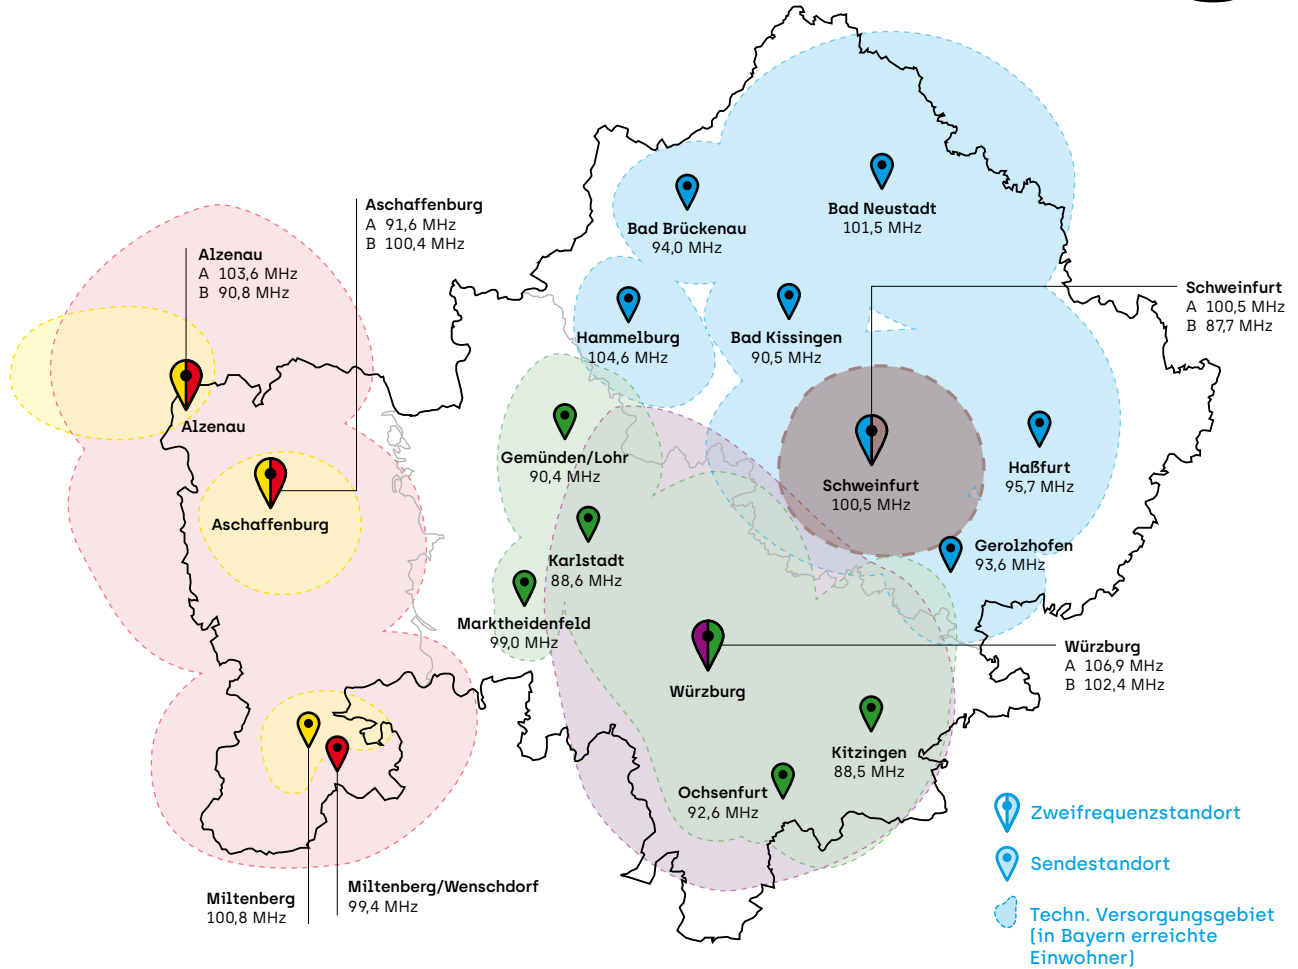 Aschaffenburg
A 91,6 MHz
B 100,4 MHz
Alzenau
A 103,6 MHz
B 90,8 MHz
Bad Brückenau
94,0 MHz
Bad Neustadt
101,5 MHz
Schweinfurt
A 100,5 MHz
B 87,7 MHz
Hammelburg
104,6 MHz
Bad Kissingen
90,5 MHz
Alzenau
Gemünden/Lohr
90,4 MHz
Schweinfurt
100,5 MHz
Haßfurt
95,7 MHz
Aschaffenburg
Karlstadt
88,6 MHz
Gerolzhofen
93,6 MHz
Marktheidenfeld
99,0 MHz
Würzburg
A 106,9 MHz
B 102,4 MHz
Würzburg
Kitzingen
88,5 MHz
Ochsenfurt
92,6 MHz
Miltenberg
100,8 MHz
Miltenberg/Wenschdorf
99,4 MHz
Zweifrequenzstandort
Sendestandort
Techn. Versorgungsgebiet
(in Bayern erreichte
Einwohner)